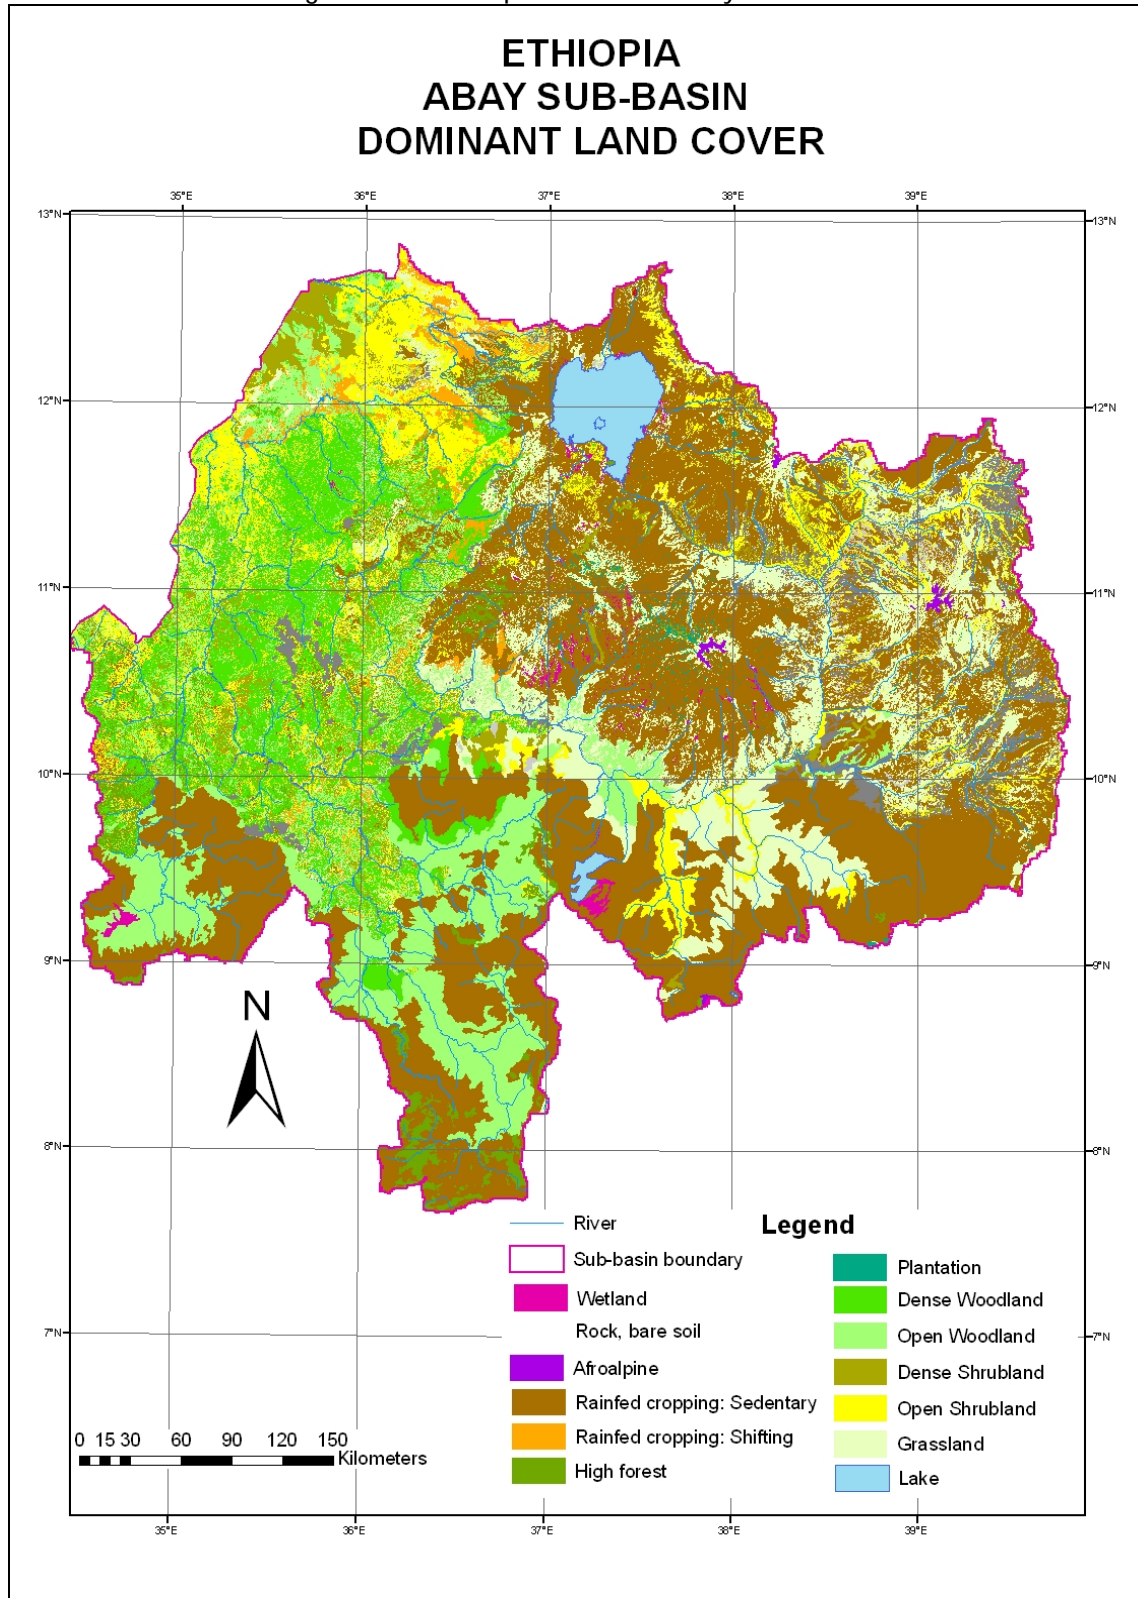 ETHIOPIA
ABAY SUB-BASIN
DOMINANT LAND COVER
35°E 36°E 37°E 38°E 39°E
13°N 13°N
12°N 12°N
11°N 11°N
10°N 10°N
9°N 9°N
N
8°N 8°N
River Legend
Sub-basin boundary Plantation
Wetland Dense Woodland
Rock, bare soil Open Woodland
7°N 7°N
Afroalpine Dense Shrubland
Rainfed cropping: Sedentary Open Shrubland
Rainfed cropping: Shifting Grassland
High forest Lake
0 15 30 60 90 120 150
Kilometers
35°E 36°E 37°E 38°E 39°E